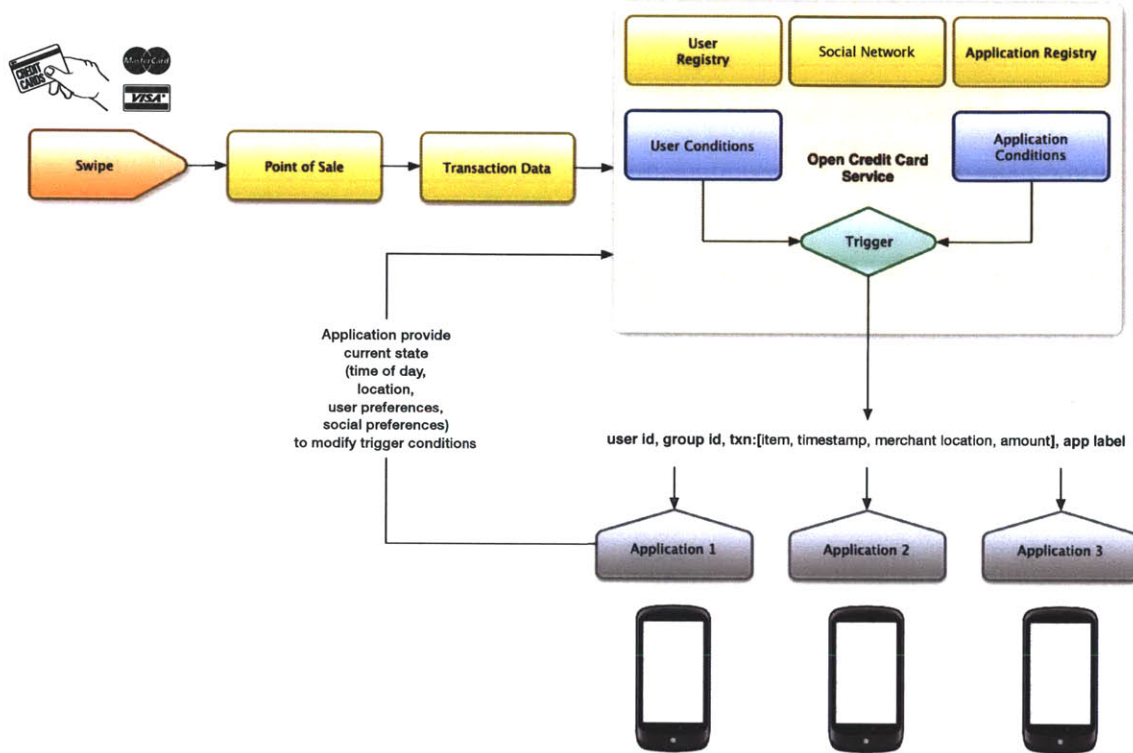 CREDIT
CARDS
MasterCard
VISA
Swipe
Point of Sale
Transaction Data
User
Registry
Social Network
Application Registry
User Conditions
Open Credit Card
Service
Application
Conditions
Trigger
Application provide
current state
(time of day,
location,
user preferences,
social preferences)
to modify trigger conditions
user id, group id, txn:[item, timestamp, merchant location, amount], app label
Application 1
Application 2
Application 3